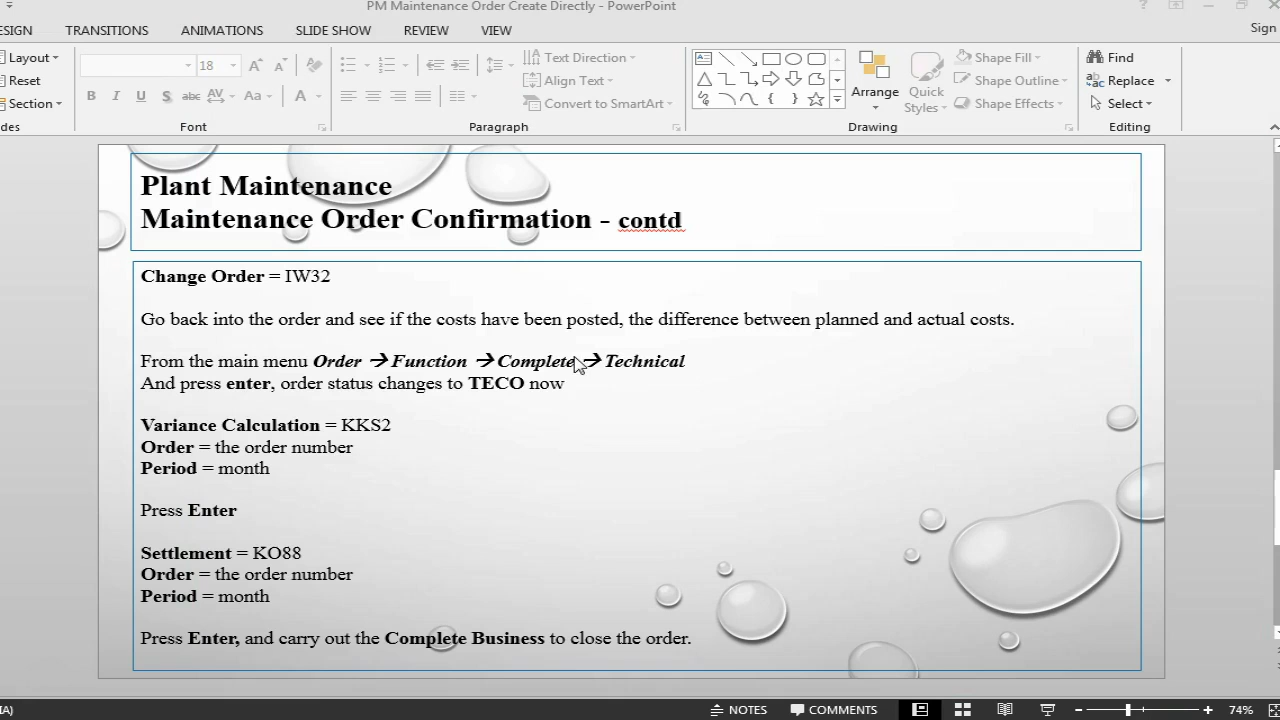 PM Maintenance Order Create Directly - PowerPoint
ESIGN TRANSITIONS ANIMATIONS SLIDE SHOW REVIEW VIEW Sign
Layout 18 Text Direction Shape Fill Find
Reset Align Text Shape Outline Replace
Section B I U S abc AV Aa A Convert to SmartArt Arrange Quick Styles Shape Effects Select
des Font Paragraph Drawing Editing
Plant Maintenance
Maintenance Order Confirmation - contd
Change Order = IW32
Go back into the order and see if the costs have been posted, the difference between planned and actual costs.
From the main menu Order → Function → Complete → Technical
And press enter, order status changes to TECO now
Variance Calculation = KKS2
Order = the order number
Period = month
Press Enter
Settlement = KO88
Order = the order number
Period = month
Press Enter, and carry out the Complete Business to close the order.
IA) NOTES COMMENTS 74%